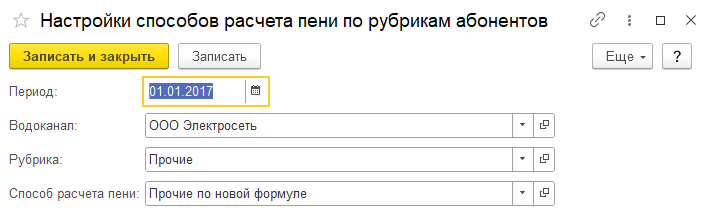 Настройки способов расчета пени по рубрикам абонентов
Записать и закрыть Записать Еще ?
Период: 01.01.2017
Водоканал: ООО Электросеть
Рубрика: Прочие
Способ расчета пени: Прочие по новой формуле